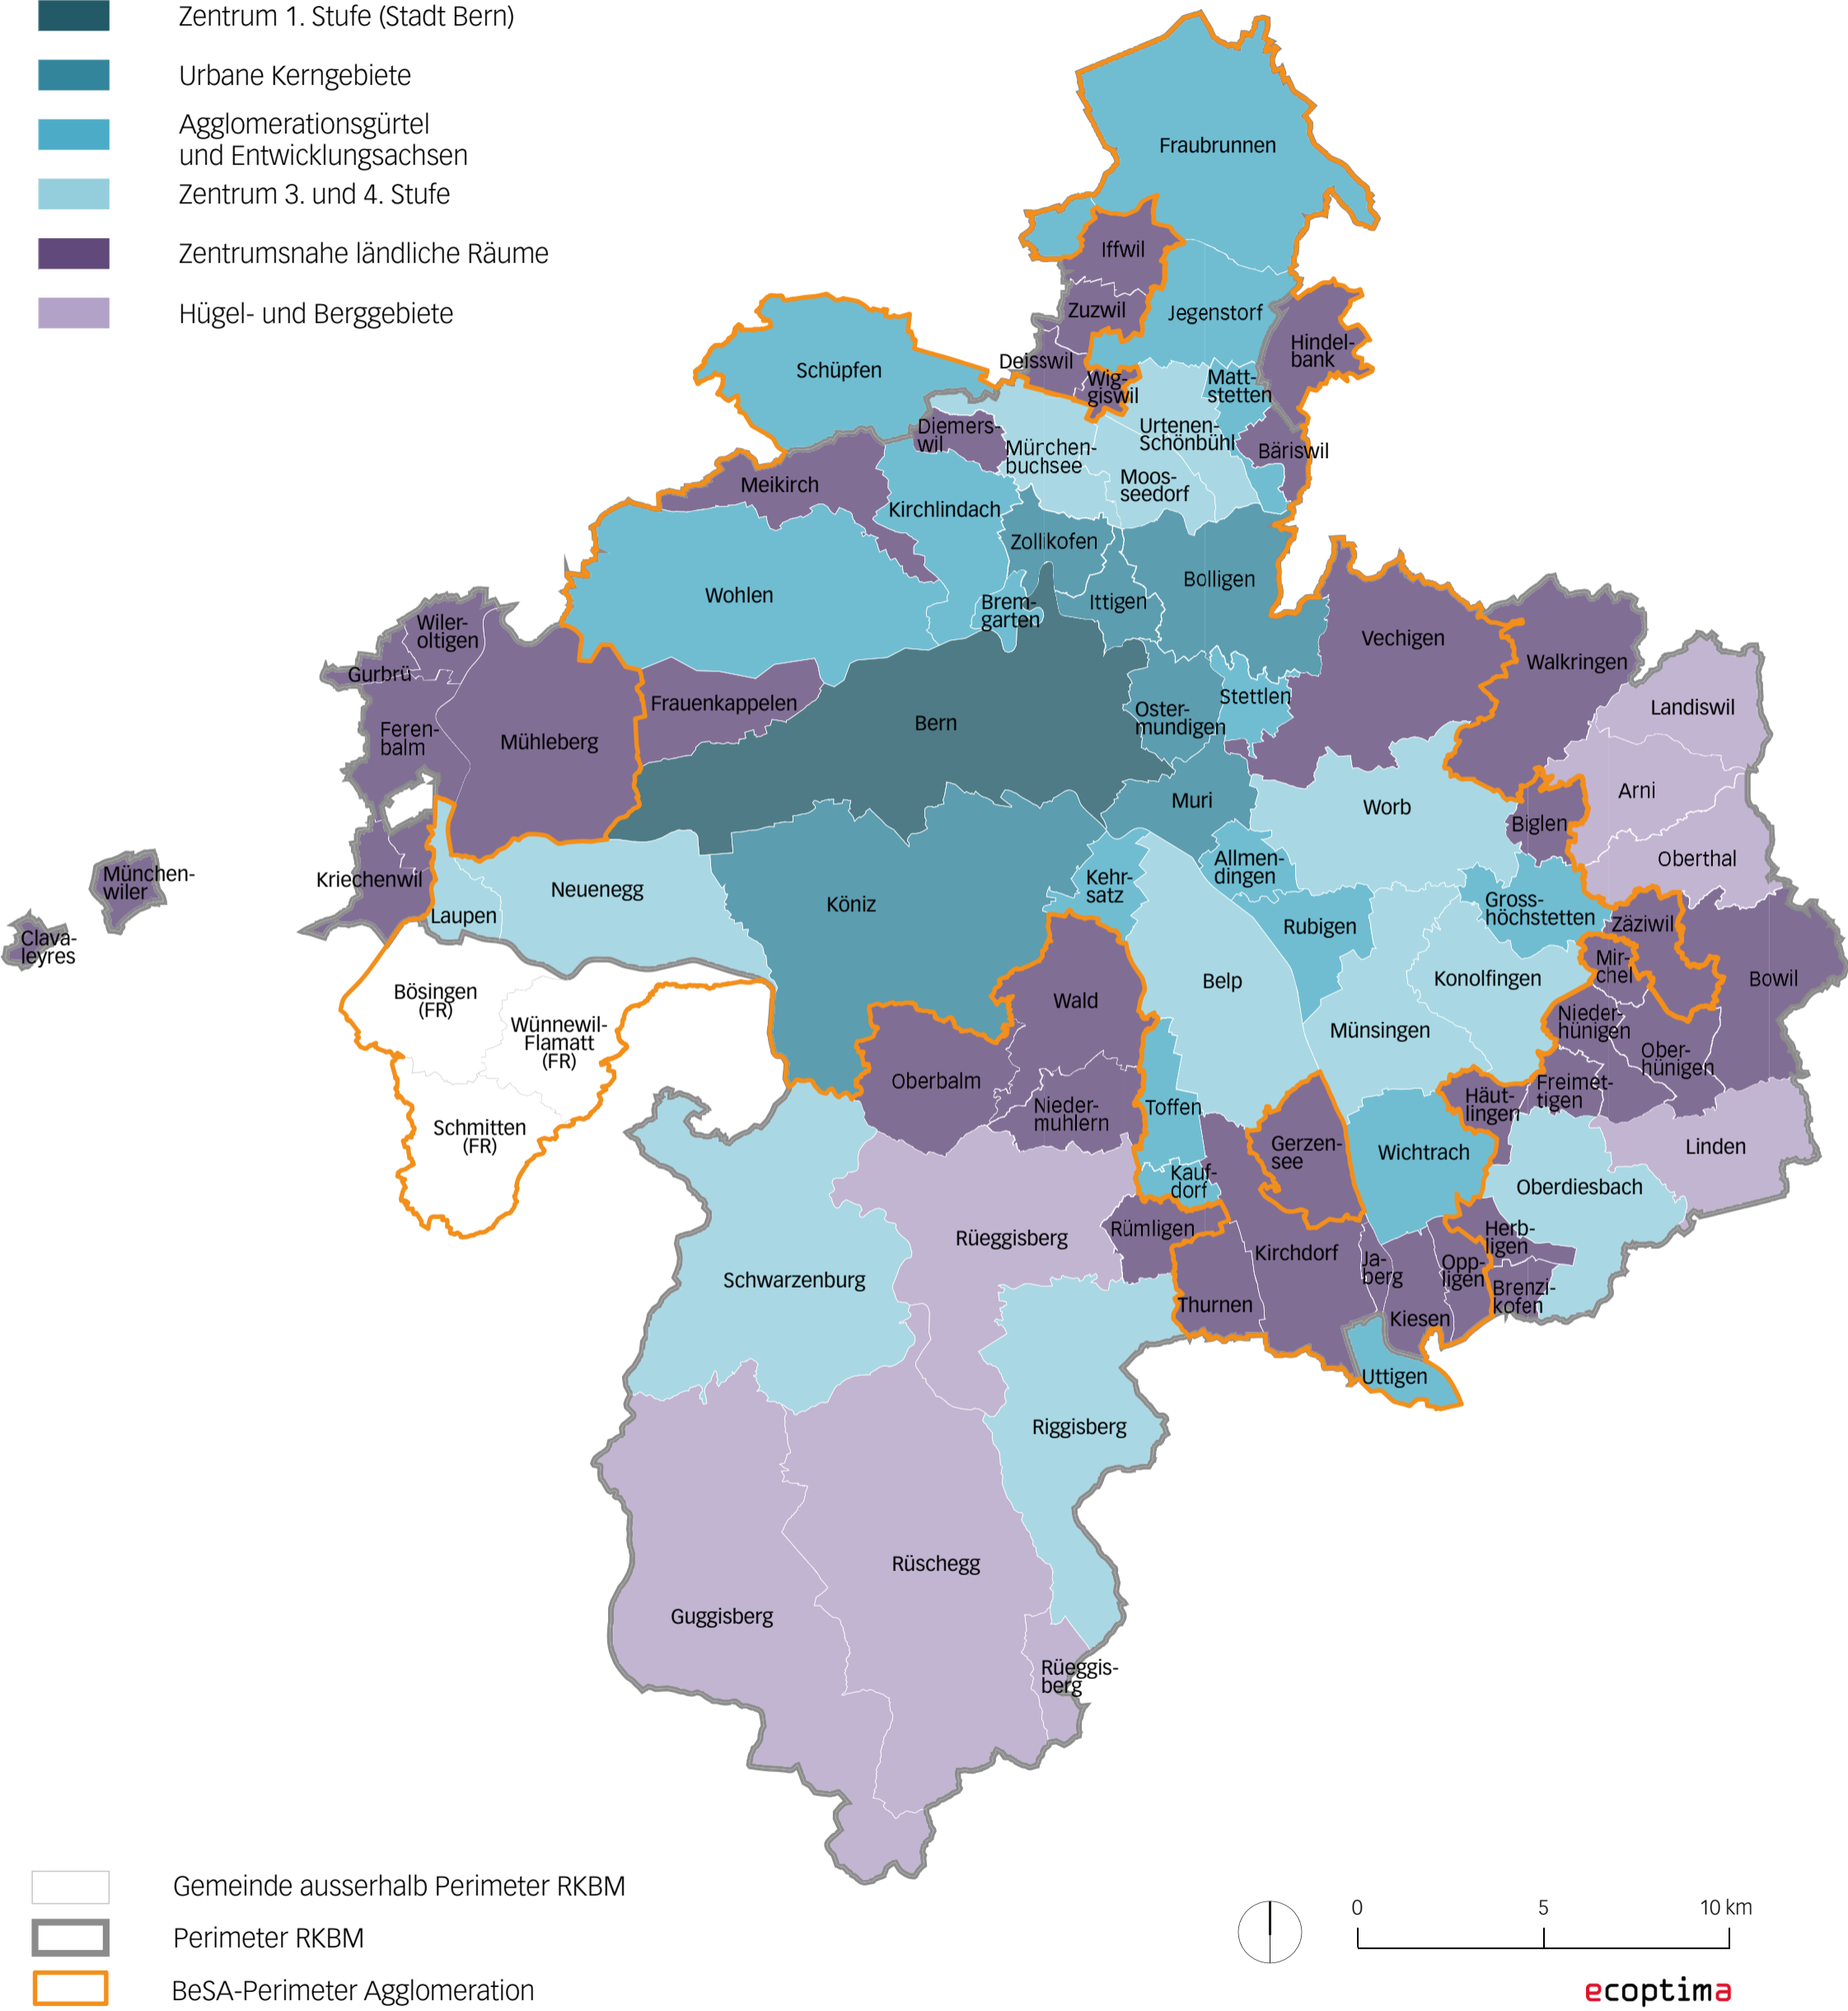 Zentrum 1. Stufe (Stadt Bern)
Urbane Kerngebiete
Agglomerationsgürtel
und Entwicklungsachsen
Zentrum 3. und 4. Stufe
Zentrumsnahe ländliche Räume
Hügel- und Berggebiete
Fraubrunnen
Iffwil
Zuzwil
Jegenstorf
Hindel-
bank
Deisswil
Schüpfen
Wig-
giswil
Matt-
stetten
Diemers-
wil
Mürchen-
buchsee
Urtenen-
Schönbühl
Bäriswil
Moos-
seedorf
Meikirch
Kirchlindach
Zollikofen
Bolligen
Wohlen
Brem-
garten
Ittigen
Vechigen
Wiler-
oltigen
Gurbrü
Walkringen
Frauenkappelen
Stettlen
Landiswil
Feren-
balm
Mühleberg
Bern
Oster-
mundigen
Muri
Worb
Arni
Biglen
Oberthal
München-
wiler
Kriechenwil
Neuenegg
Laupen
Köniz
Kehr-
satz
Allmen-
dingen
Rubigen
Gross-
höchstetten
Zäziwil
Clava-
leyres
Mir-
chel
Bowil
Bösingen
(FR)
Wünnewil-
Flamatt
(FR)
Wald
Belp
Konolfingen
Münsingen
Nieder-
hünigen
Ober-
hünigen
Oberbalm
Nieder-
muhlern
Toffen
Häut-
lingen
Freimet-
tigen
Schmitten
(FR)
Gerzen-
see
Wichtrach
Linden
Kauf-
dorf
Oberdiesbach
Rümligen
Rüeggisberg
Kirchdorf
Herb-
ligen
Schwarzenburg
Ja-
berg
Opp-
ligen
Brenzi-
kofen
Thurnen
Kiesen
Uttigen
Riggisberg
Rüschegg
Guggisberg
Rüeggis-
berg
Gemeinde ausserhalb Perimeter RKBM
Perimeter RKBM
BeSA-Perimeter Agglomeration
0 5 10 km
ecoptima